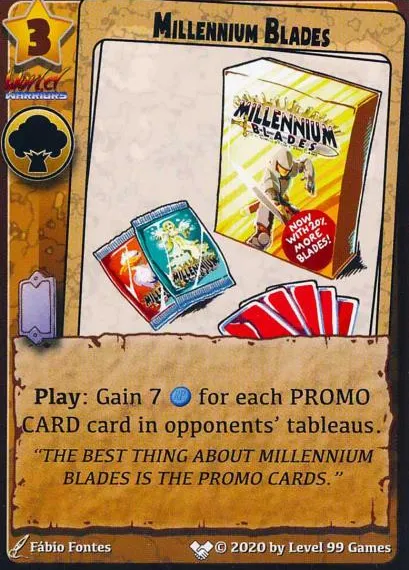 MILLENNIUM BLADES
3
World
WARRIORS
MILLENNIUM
BLADES
NOW
WITH 20%
MORE
BLADES!
MILLENNIUM
Play: Gain 7 for each PROMO
CARD card in opponents' tableaus.
“THE BEST THING ABOUT MILLENNIUM
BLADES IS THE PROMO CARDS.”
Fábio Fontes
© 2020 by Level 99 Games